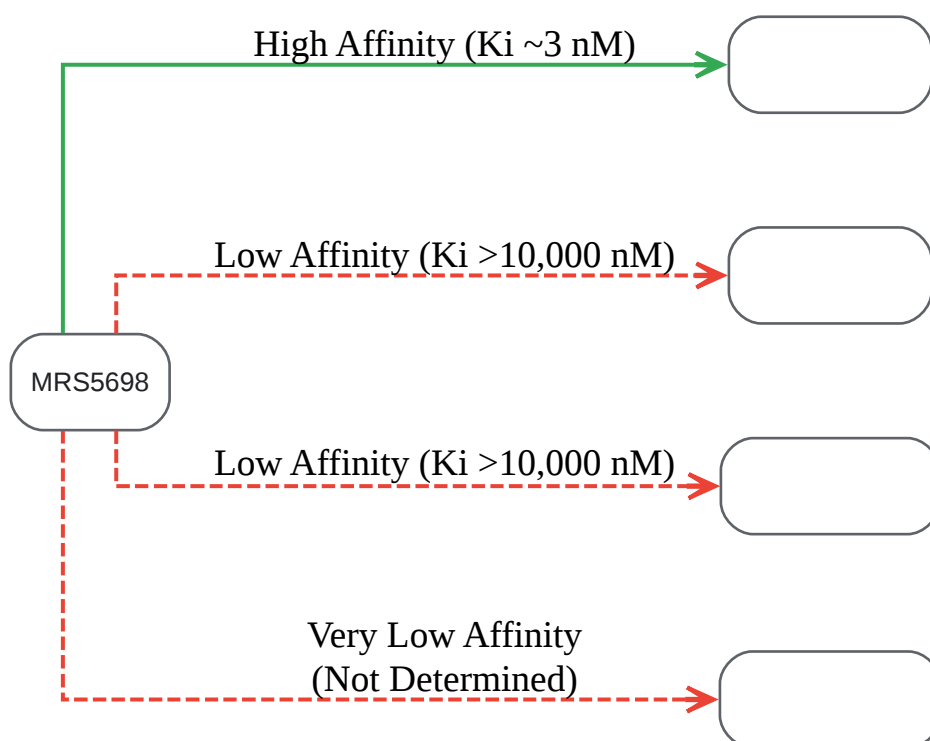 High Affinity (Ki ~3 nM)
Low Affinity (Ki >10,000 nM)
MRS5698
Low Affinity (Ki >10,000 nM)
Very Low Affinity
(Not Determined)